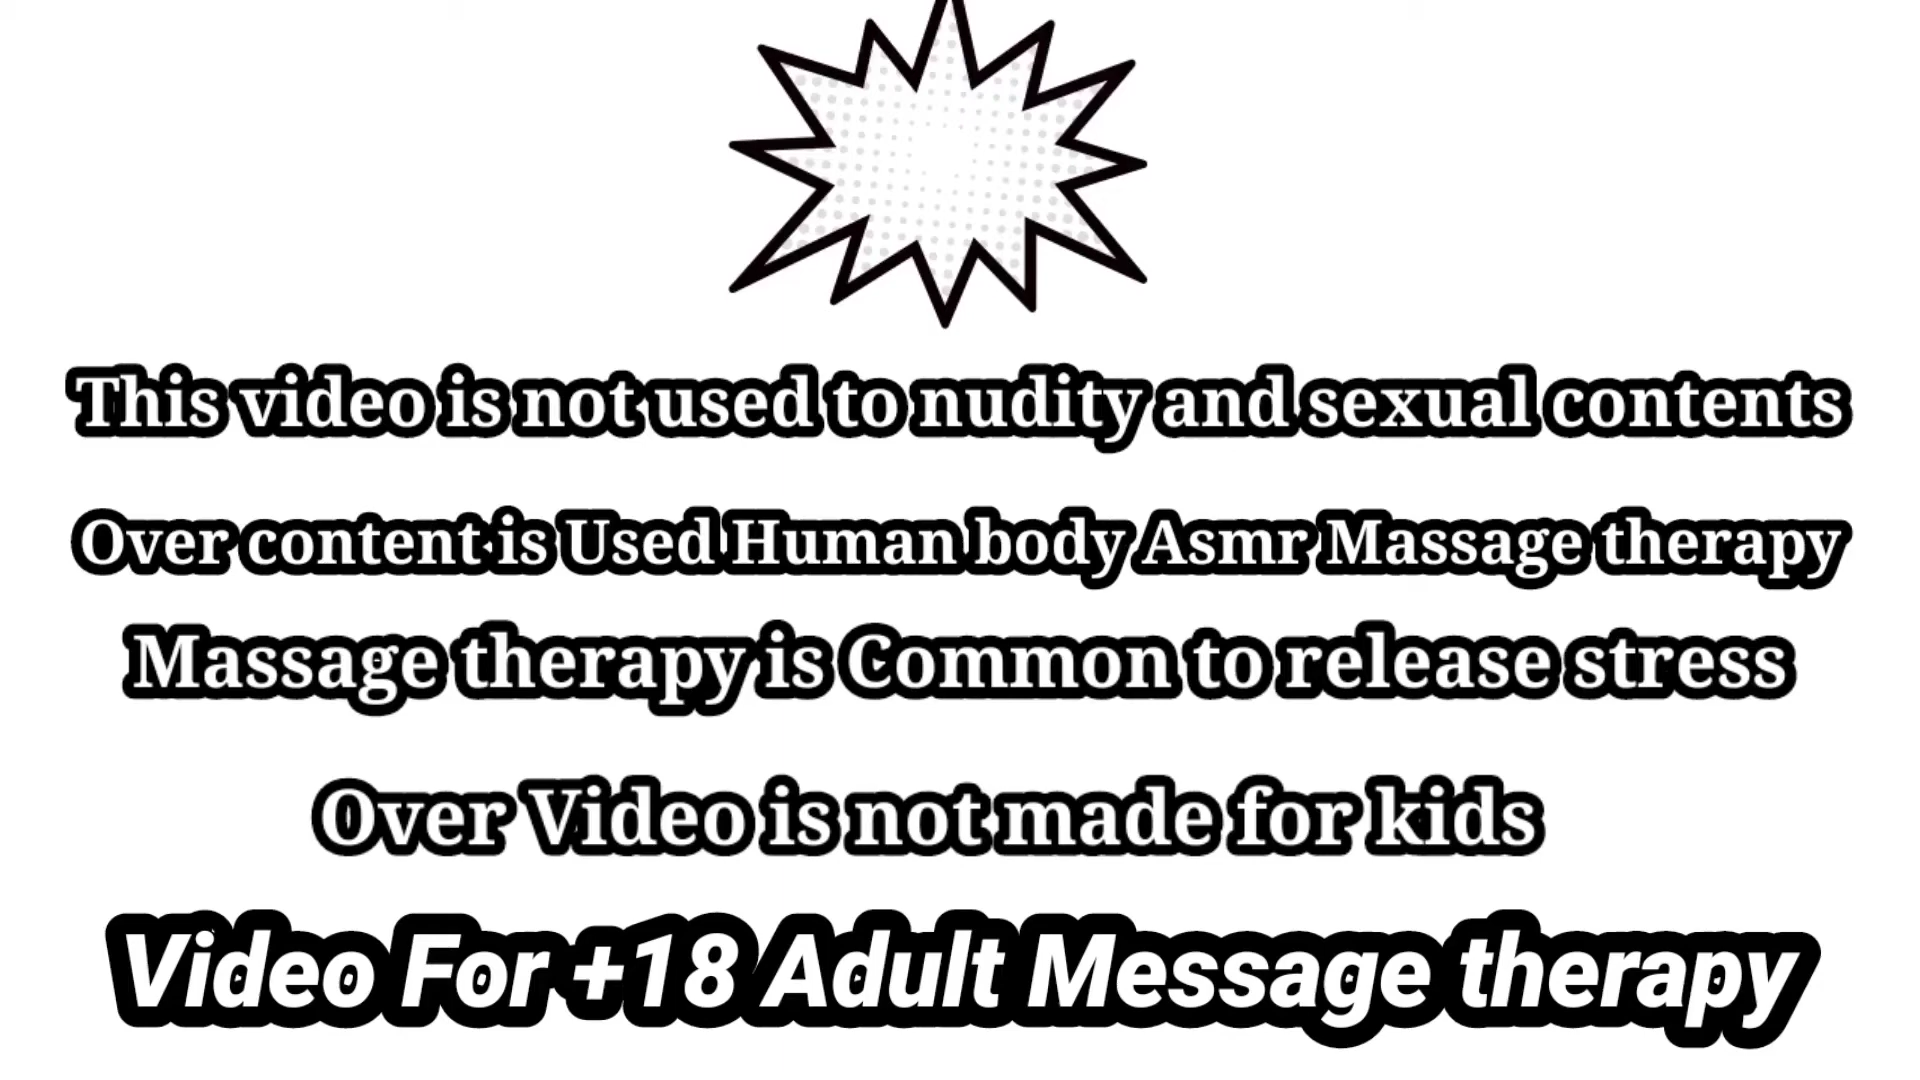 This video is not used to nudity and sexual contents
Over content is Used Human body Asmr Massage therapy
Massage therapy is Common to release stress
Over Video is not made for kids
Video For +18 Adult Message therapy